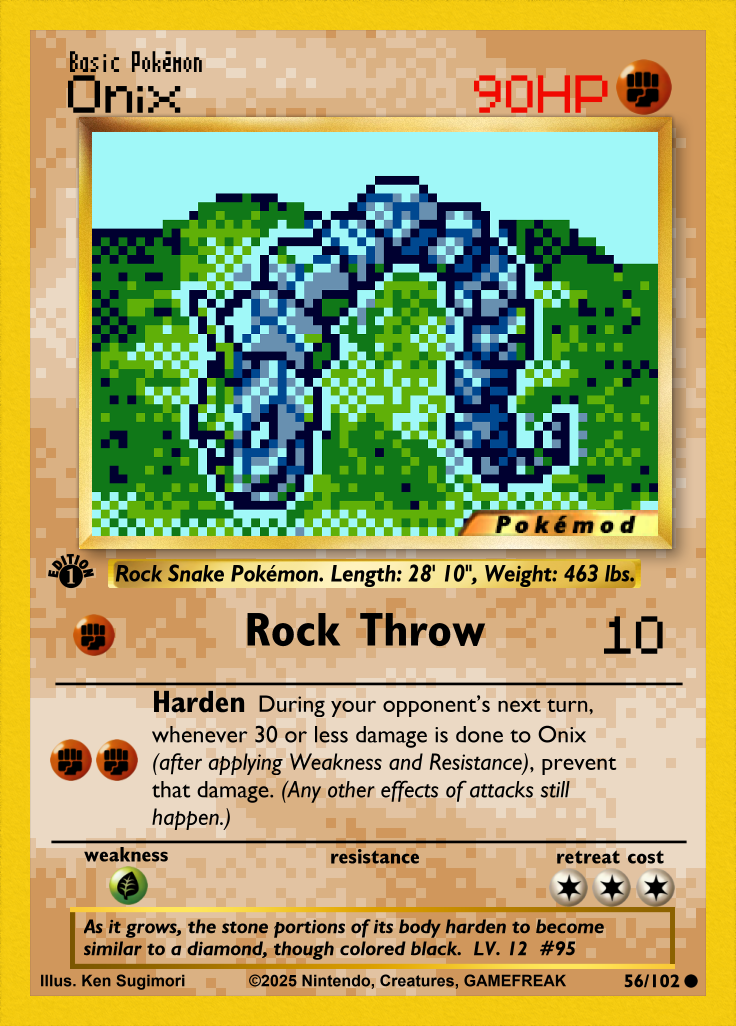 Basic Pokémon
Onix 90HP
Pokémod
EDITION 1
Rock Snake Pokémon. Length: 28' 10", Weight: 463 lbs.
Rock Throw 10
Harden During your opponent's next turn,
whenever 30 or less damage is done to Onix
(after applying Weakness and Resistance), prevent
that damage. (Any other effects of attacks still
happen.)
weakness resistance retreat cost
As it grows, the stone portions of its body harden to become
similar to a diamond, though colored black. LV. 12 #95
Illus. Ken Sugimori ©2025 Nintendo, Creatures, GAMEFREAK 56/102